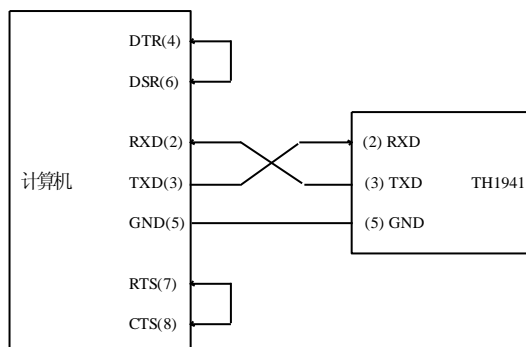 DTR(4)
DSR(6)
RXD(2)
(2) RXD
计算机
TXD(3)
(3) TXD
TH1941
GND(5)
(5) GND
RTS(7)
CTS(8)